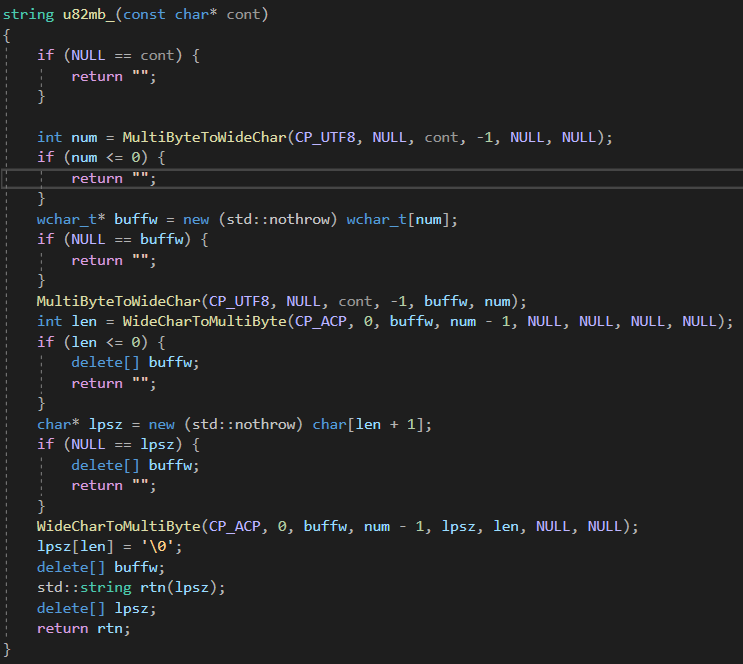 string u82mb_(const char* cont)
{
    if (NULL == cont) {
        return "";
    }

    int num = MultiByteToWideChar(CP_UTF8, NULL, cont, -1, NULL, NULL);
    if (num <= 0) {
        return "";
    }
    wchar_t* buffw = new (std::nothrow) wchar_t[num];
    if (NULL == buffw) {
        return "";
    }
    MultiByteToWideChar(CP_UTF8, NULL, cont, -1, buffw, num);
    int len = WideCharToMultiByte(CP_ACP, 0, buffw, num - 1, NULL, NULL, NULL, NULL);
    if (len <= 0) {
        delete[] buffw;
        return "";
    }
    char* lpsz = new (std::nothrow) char[len + 1];
    if (NULL == lpsz) {
        delete[] buffw;
        return "";
    }
    WideCharToMultiByte(CP_ACP, 0, buffw, num - 1, lpsz, len, NULL, NULL);
    lpsz[len] = '\0';
    delete[] buffw;
    std::string rtn(lpsz);
    delete[] lpsz;
    return rtn;
}